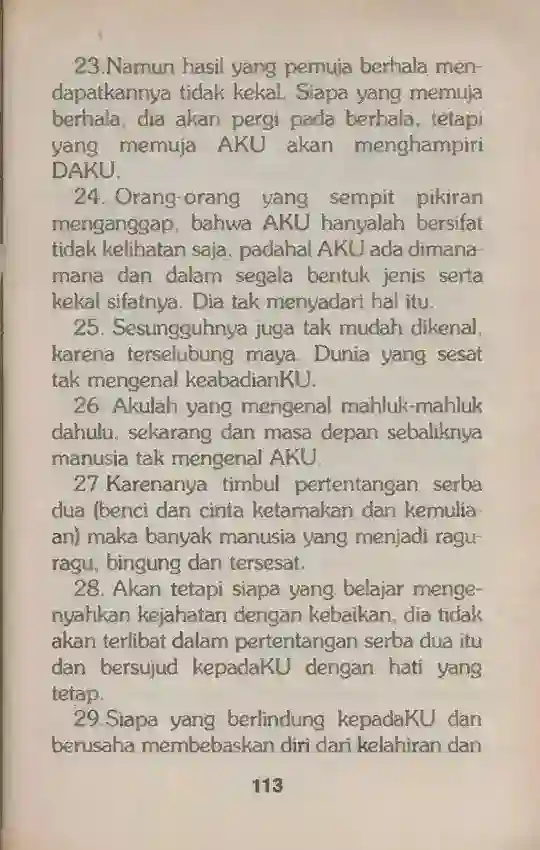 23.Namun hasil yang pemuja berhala men-
dapatkannya tidak kekal. Siapa yang memuja
berhala, dia akan pergi pada berhala, tetapi
yang memuja AKU akan menghampiri
DAKU.
24. Orang-orang yang sempit pikiran
menganggap, bahwa AKU hanyalah bersifat
tidak kelihatan saja, padahal AKU ada dimana-
mana dan dalam segala bentuk jenis serta
kekal sifatnya. Dia tak menyadari hal itu.
25. Sesungguhnya juga tak mudah dikenal,
karena terselubung maya. Dunia yang sesat
tak mengenal keabadianKU.
26 Akulah yang mengenal mahluk-mahluk
dahulu, sekarang dan masa depan sebaliknya
manusia tak mengenal AKU.
27 Karenanya timbul pertentangan serba
dua (benci dan cinta ketamakan dan kemulia-
an) maka banyak manusia yang menjadi ragu-
ragu, bingung dan tersesat.
28. Akan tetapi siapa yang belajar menge-
nyahkan kejahatan dengan kebaikan, dia tidak
akan terlibat dalam pertentangan serba dua itu
dan bersujud kepadaKU dengan hati yang
tetap.
29.Siapa yang berlindung kepadaKU dan
berusaha membebaskan diri dari kelahiran dan
113